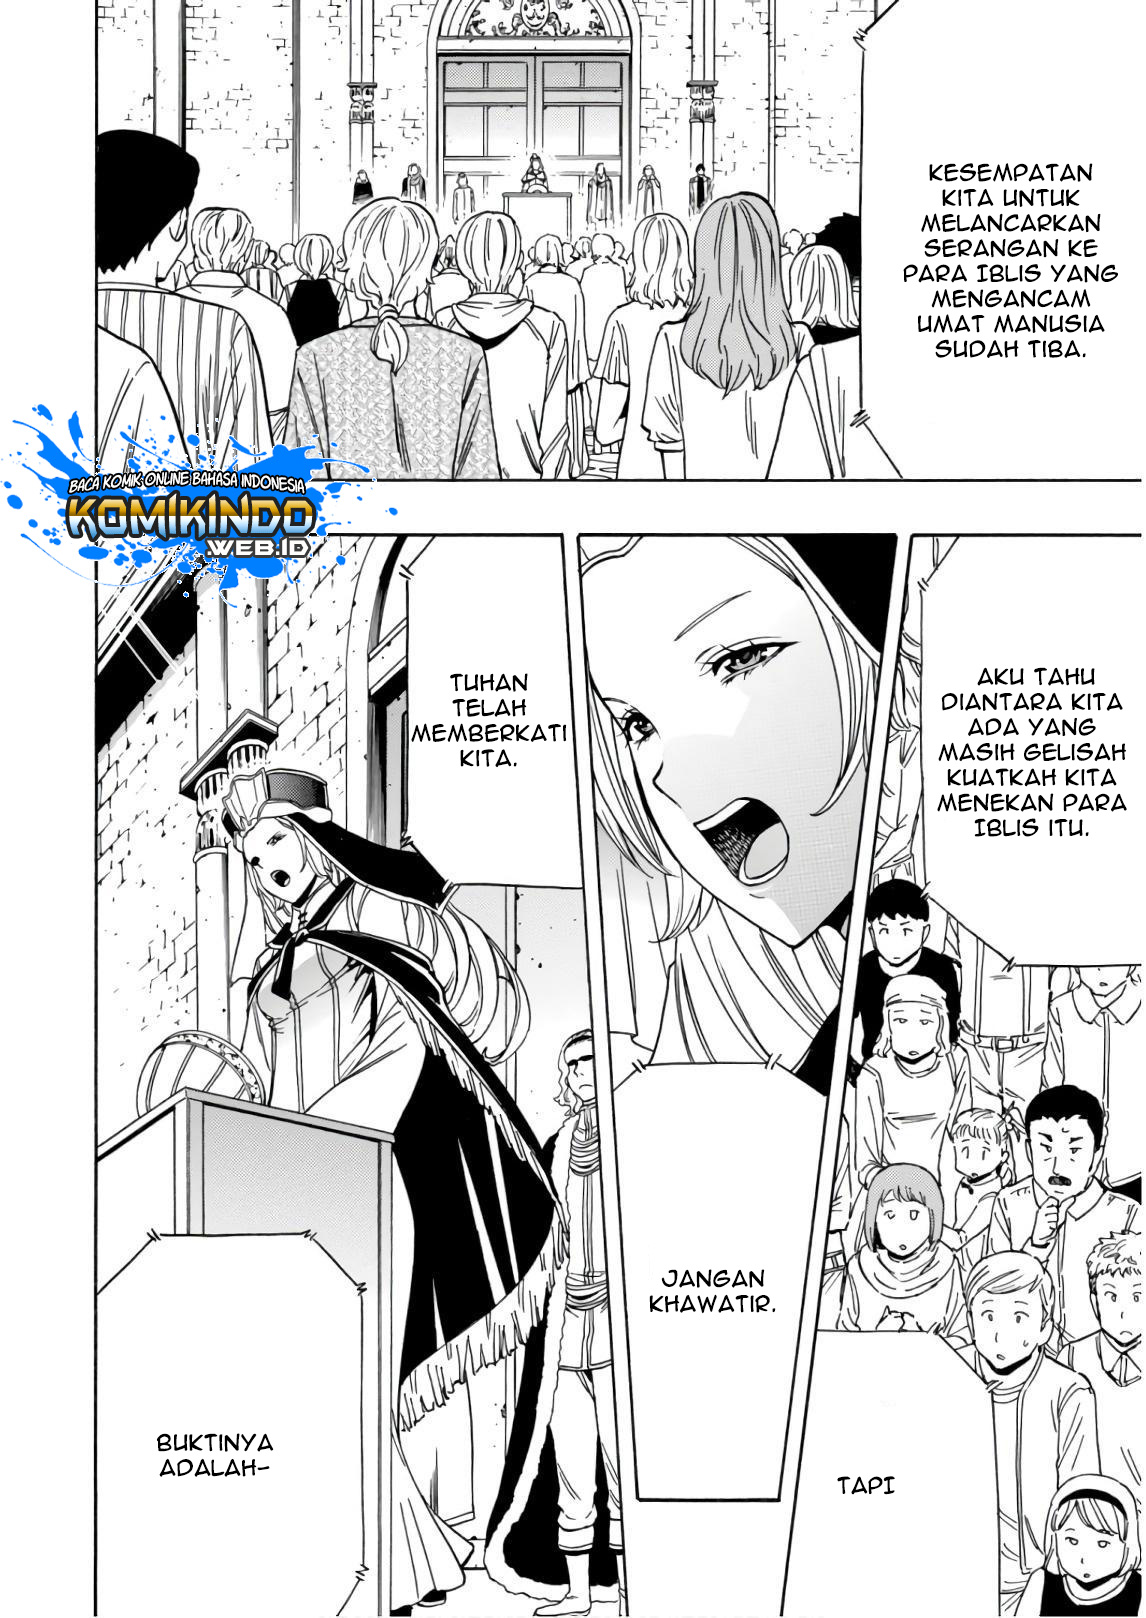 KESEMPATAN
KITA UNTUK
MELANCARKAN
SERANGAN KE
PARA IBLIS YANG
MENGANCAM
UMAT MANUSIA
SUDAH TIBA.
BACA KOMIK ONLINE BAHASA INDONESIA
KOMIKINDO
.WEB.ID
AKU TAHU
DIANTARA KITA
ADA YANG
MASIH GELISAH
KUATKAH KITA
MENEKAN PARA
IBLIS ITU.
TAPI
JANGAN
KHAWATIR.
TUHAN
TELAH
MEMBERKATI
KITA.
BUKTINYA
ADALAH-